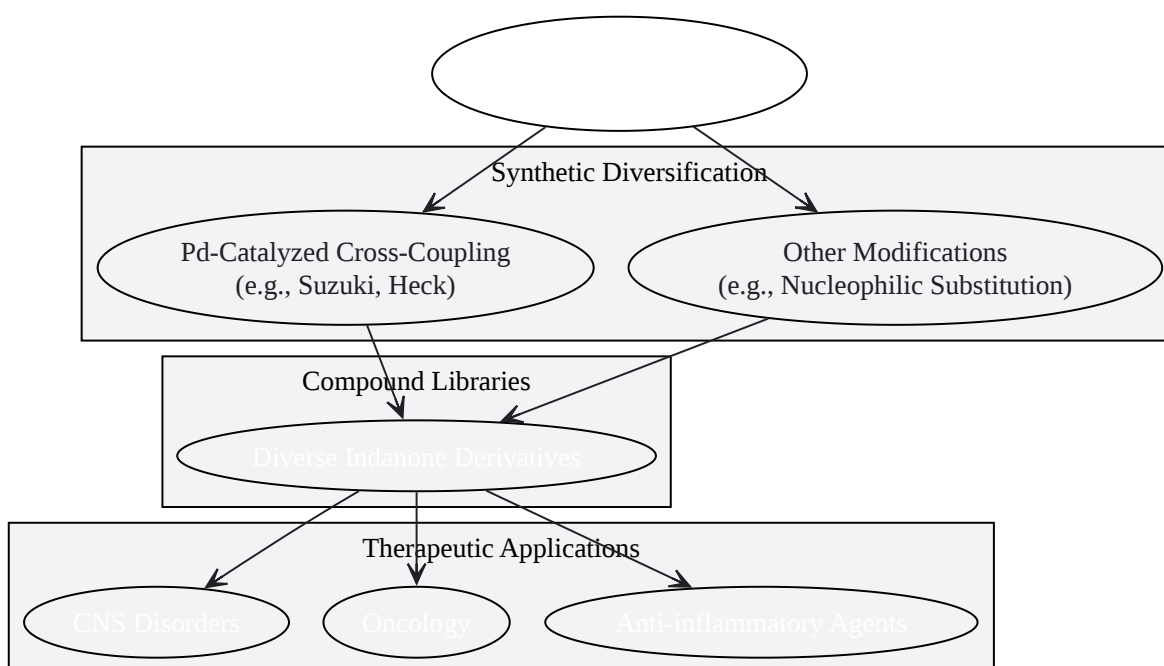 Synthetic Diversification
Pd-Catalyzed Cross-Coupling
(e.g., Suzuki, Heck)
Other Modifications
(e.g., Nucleophilic Substitution)
Compound Libraries
Diverse Indanone Derivatives
Therapeutic Applications
CNS Disorders
Oncology
Anti-inflammatory Agents